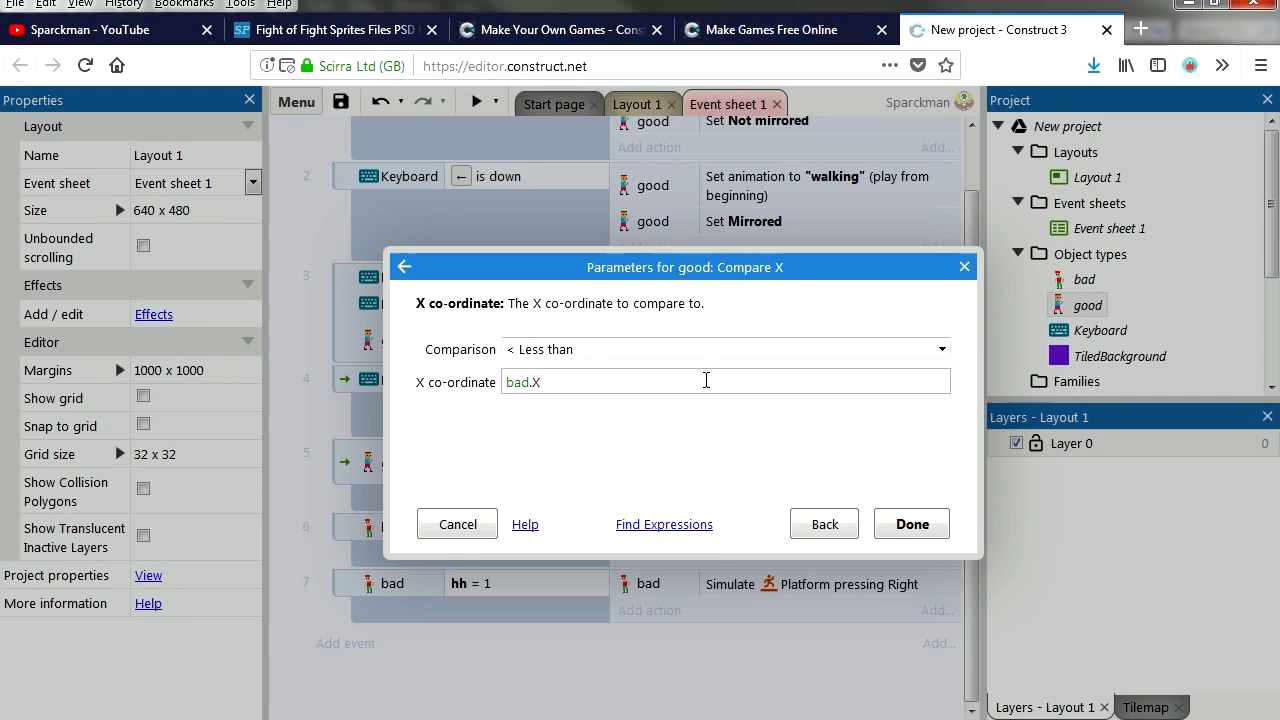 File Edit View History Bookmarks Tools Help
Sparckman - YouTube
Fight of Fight Sprites Files PSD
Make Your Own Games - Cons
Make Games Free Online
New project - Construct 3
Scirra Ltd (GB) https://editor.construct.net
Properties
Menu
Start page
Layout 1
Event sheet 1
Sparckman
Project
Layout
Name Layout 1
Event sheet Event sheet 1
Size 640 x 480
Unbounded
scrolling
Effects
Add / edit Effects
Editor
Margins 1000 x 1000
Show grid
Snap to grid
Grid size 32 x 32
Show Collision
Polygons
Show Translucent
Inactive Layers
Project properties View
More information Help
good Set Not mirrored
Add action Add...
2 Keyboard ← is down good Set animation to "walking" (play from
beginning)
good Set Mirrored
3
4
5
6
Parameters for good: Compare X
X co-ordinate: The X co-ordinate to compare to.
Comparison < Less than
X co-ordinate bad.X
Cancel Help Find Expressions Back Done
7 bad hh = 1 bad Simulate Platform pressing Right
Add action Add...
Add event Add...
New project
Layouts
Layout 1
Event sheets
Event sheet 1
Object types
bad
good
Keyboard
TiledBackground
Families
Layers - Layout 1
Layer 0 0
Layers - Layout 1 Tilemap